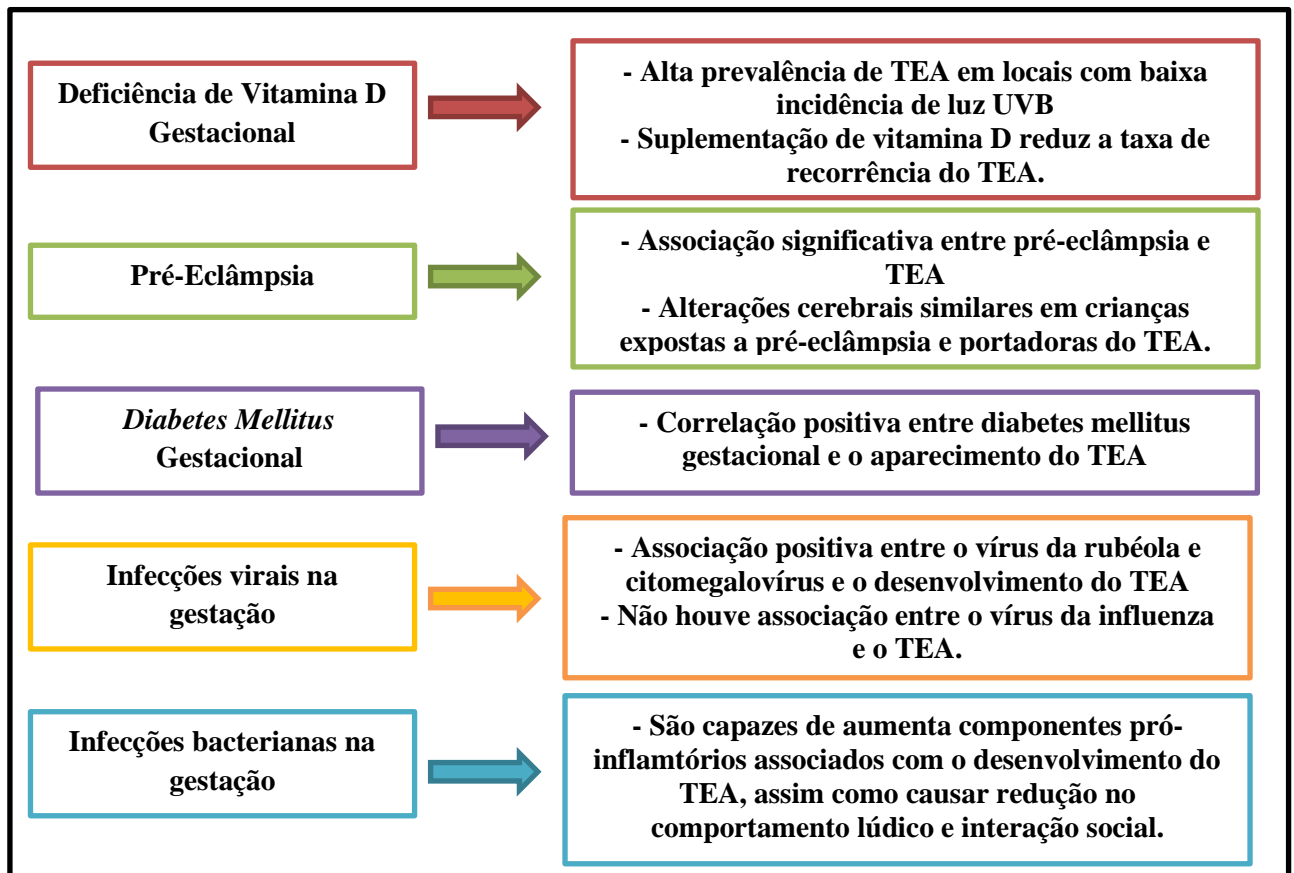 Deficiência de Vitamina D
Gestacional
- Alta prevalência de TEA em locais com baixa
incidência de luz UVB
- Suplementação de vitamina D reduz a taxa de
recorrência do TEA.
Pré-Eclâmpsia
- Associação significativa entre pré-eclâmpsia e
TEA
- Alterações cerebrais similares em crianças
expostas a pré-eclâmpsia e portadoras do TEA.
Diabetes Mellitus
Gestacional
- Correlação positiva entre diabetes mellitus
gestacional e o aparecimento do TEA
Infecções virais na
gestação
- Associação positiva entre o vírus da rubéola e
citomegalovírus e o desenvolvimento do TEA
- Não houve associação entre o vírus da influenza
e o TEA.
Infecções bacterianas na
gestação
- São capazes de aumenta componentes pró-
inflamtórios associados com o desenvolvimento do
TEA, assim como causar redução no
comportamento lúdico e interação social.